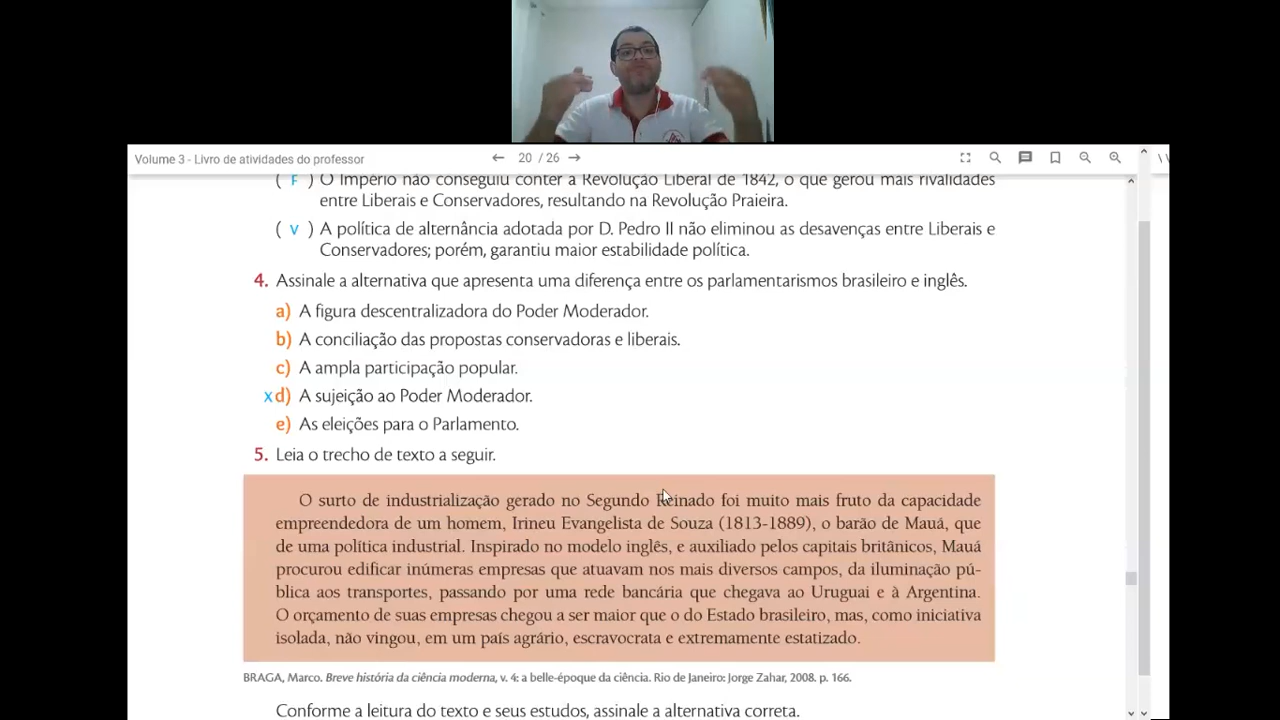 Volume 3 - Livro de atividades do professor
20 / 26
( F ) O Império não conseguiu conter a Revolução Liberal de 1842, o que gerou mais rivalidades
entre Liberais e Conservadores, resultando na Revolução Praieira.
( V ) A política de alternância adotada por D. Pedro II não eliminou as desavenças entre Liberais e
Conservadores; porém, garantiu maior estabilidade política.
4. Assinale a alternativa que apresenta uma diferença entre os parlamentarismos brasileiro e inglês.
a) A figura descentralizadora do Poder Moderador.
b) A conciliação das propostas conservadoras e liberais.
c) A ampla participação popular.
x d) A sujeição ao Poder Moderador.
e) As eleições para o Parlamento.
5. Leia o trecho de texto a seguir.
O surto de industrialização gerado no Segundo Reinado foi muito mais fruto da capacidade
empreendedora de um homem, Irineu Evangelista de Souza (1813-1889), o barão de Mauá, que
de uma política industrial. Inspirado no modelo inglês, e auxiliado pelos capitais britânicos, Mauá
procurou edificar inúmeras empresas que atuavam nos mais diversos campos, da iluminação pú-
blica aos transportes, passando por uma rede bancária que chegava ao Uruguai e à Argentina.
O orçamento de suas empresas chegou a ser maior que o do Estado brasileiro, mas, como iniciativa
isolada, não vingou, em um país agrário, escravocrata e extremamente estatizado.
BRAGA, Marco. Breve história da ciência moderna, v. 4: a belle-époque da ciência. Rio de Janeiro: Jorge Zahar, 2008. p. 166.
Conforme a leitura do texto e seus estudos, assinale a alternativa correta.